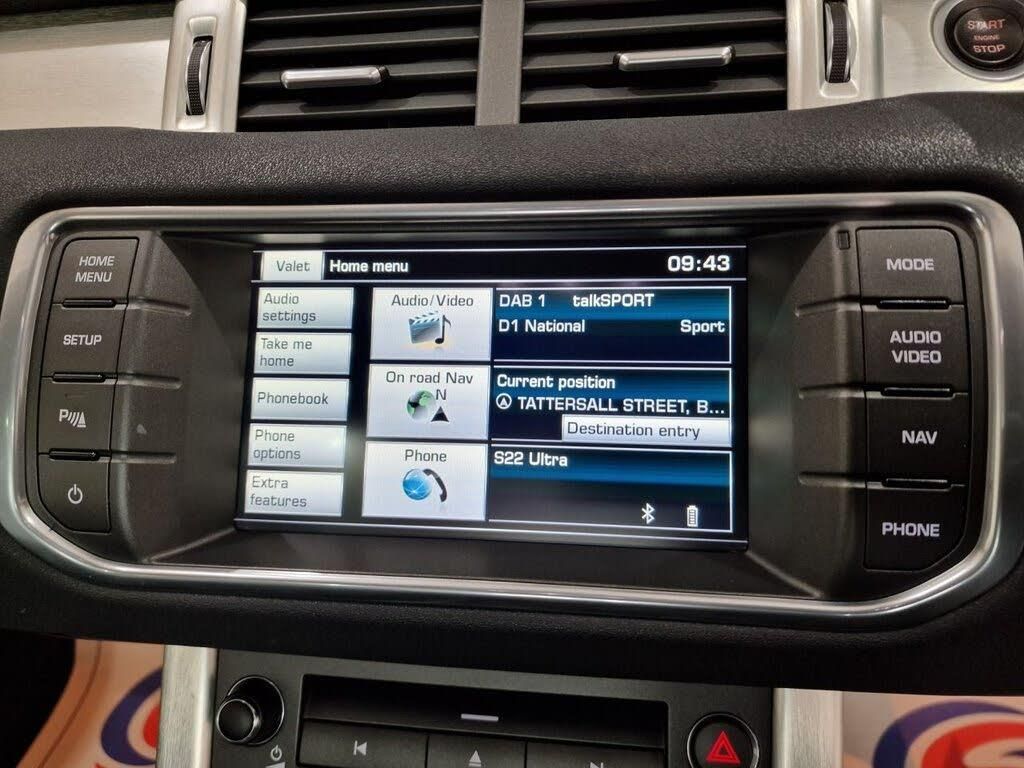 START
ENGINE
STOP
HOME
MENU
SETUP
P
Valet
Home menu
09:43
Audio
settings
Take me
home
Phonebook
Phone
options
Extra
features
Audio/Video
On road Nav
N
Phone
DAB 1 talkSPORT
D1 National Sport
Current position
TATTERSALL STREET, B...
Destination entry
S22 Ultra
MODE
AUDIO
VIDEO
NAV
PHONE